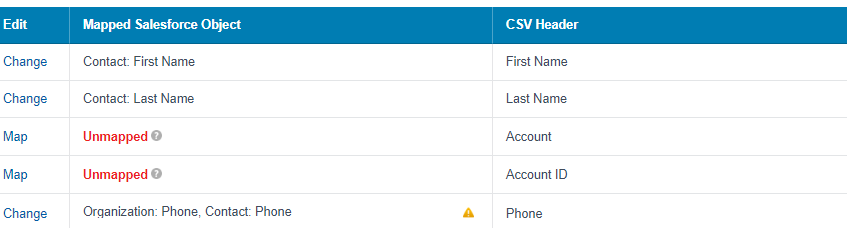 Edit Mapped Salesforce Object CSV Header
Change Contact: First Name First Name
Change Contact: Last Name Last Name
Map Unmapped ? Account
Map Unmapped ? Account ID
Change Organization: Phone, Contact: Phone ! Phone